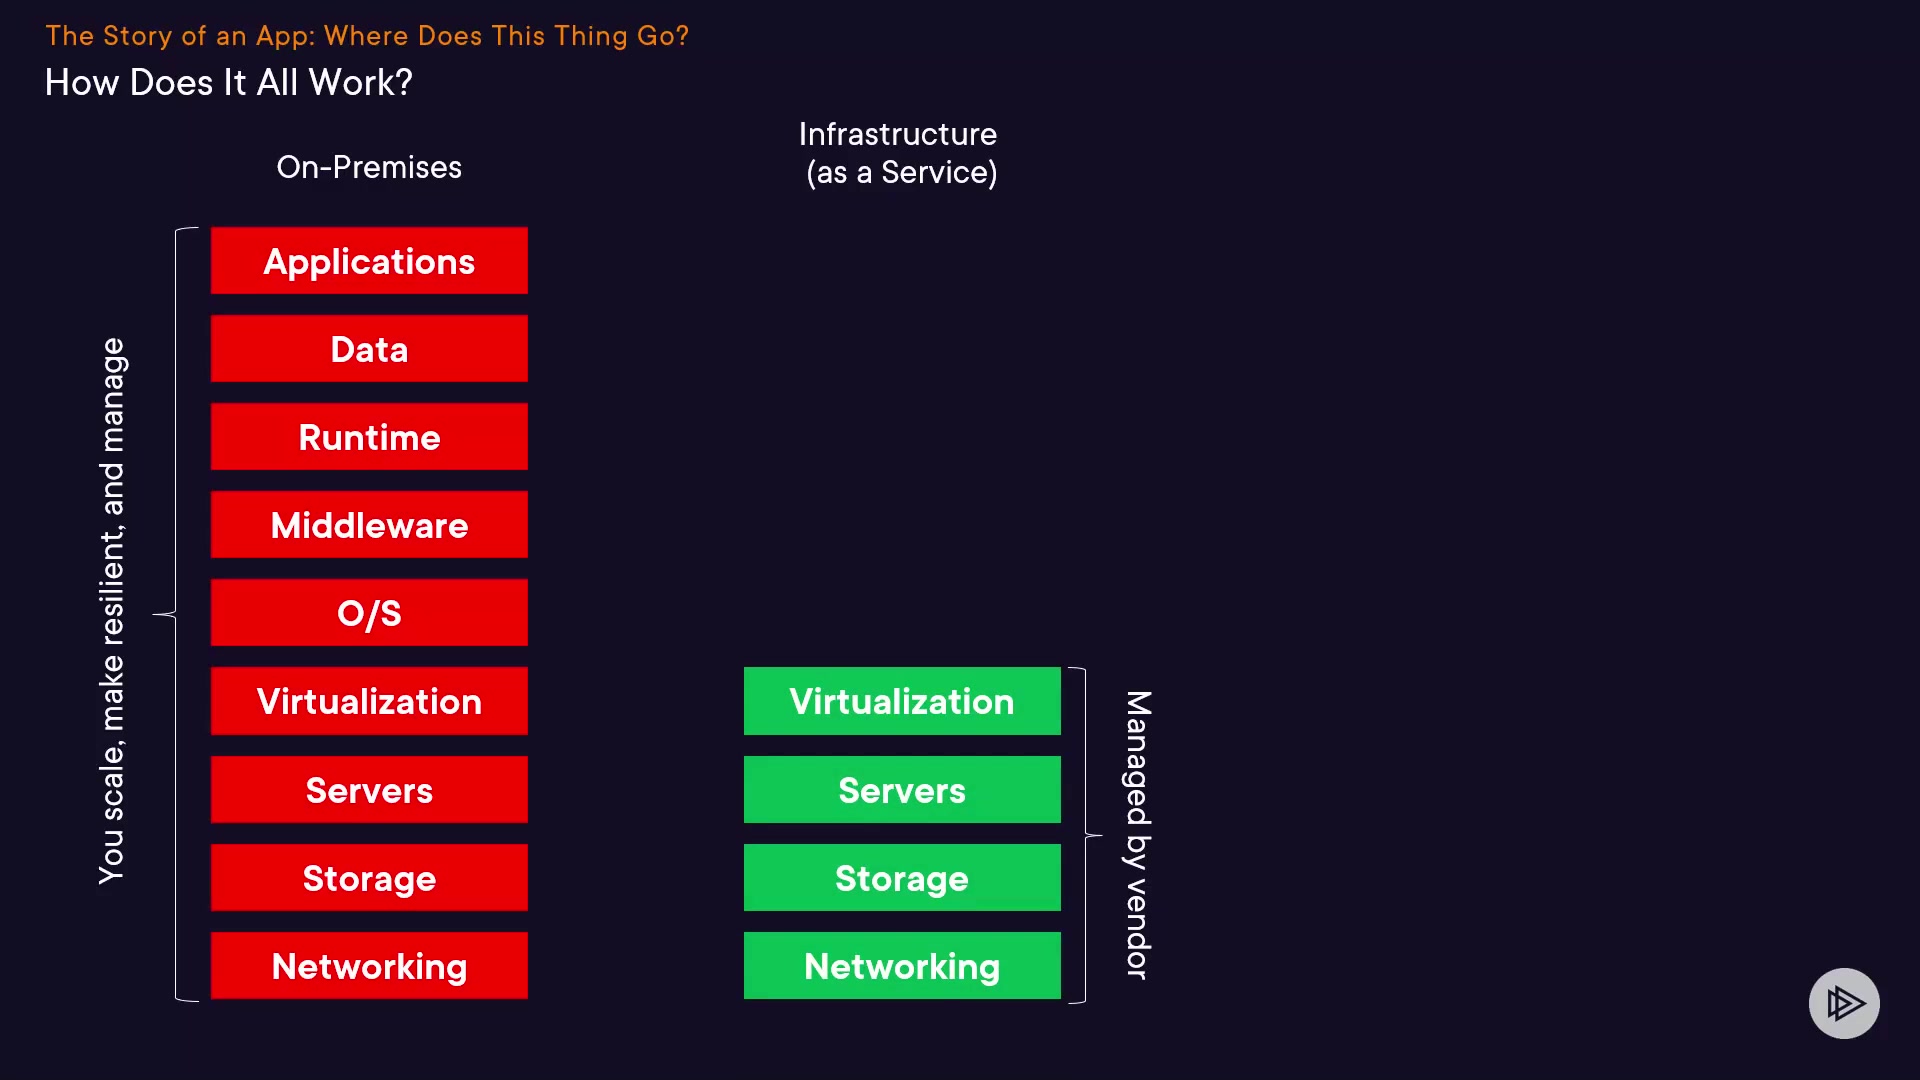 The Story of an App: Where Does This Thing Go?
How Does It All Work?
On-Premises
Infrastructure
(as a Service)
You scale, make resilient, and manage
Applications
Data
Runtime
Middleware
O/S
Virtualization
Servers
Storage
Networking
Virtualization
Servers
Storage
Networking
Managed by vendor